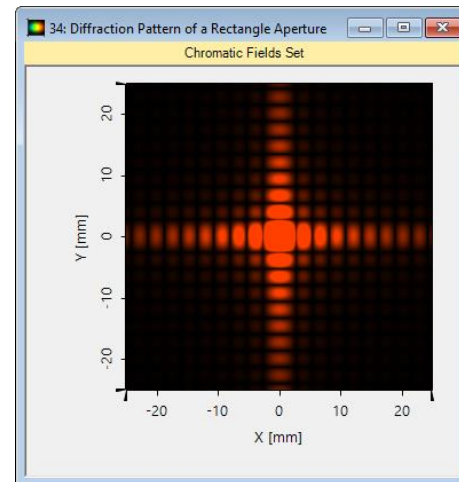 34: Diffraction Pattern of a Rectangle Aperture
Chromatic Fields Set
20
10
0
-10
-20
Y [mm]
-20 -10 0 10 20
X [mm]